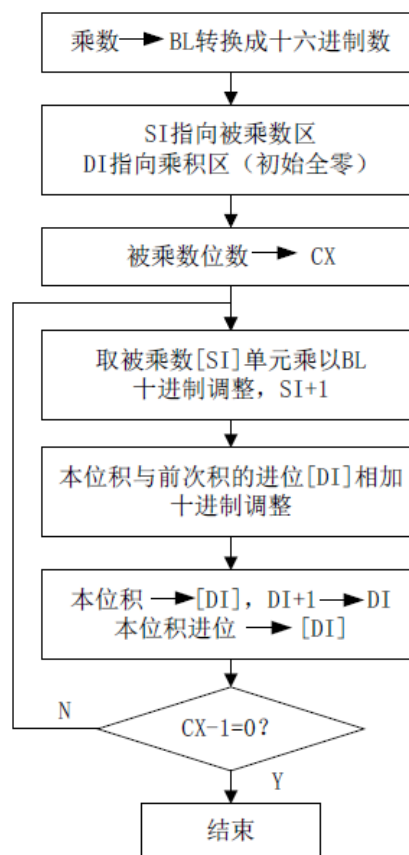 乘数→BL转换成十六进制数
SI指向被乘数区
DI指向乘积区（初始全零）
被乘数位数→ CX
取被乘数[SI]单元乘以BL
十进制调整，SI+1
本位积与前次积的进位[DI]相加
十进制调整
本位积 →[DI]，DI+1→DI
本位积进位 →[DI]
N
CX-1=0?
Y
结束